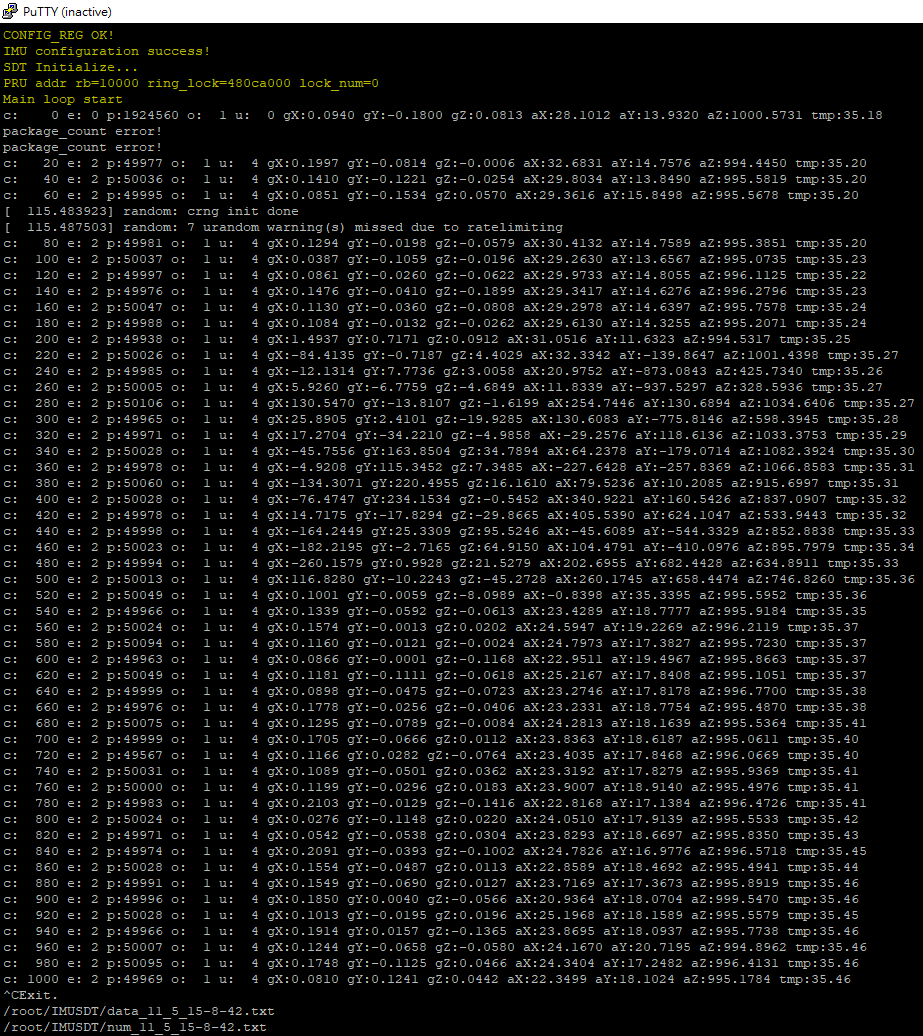 PuTTY (inactive)
CONFIG_REG OK!
IMU configuration success!
SDT Initialize...
PRU addr rb=10000 ring_lock=480ca000 lock_num=0
Main loop start
c:    0 e: 0 p:1924560 o:  1 u:  0 gX:0.0940 gY:-0.1800 gZ:0.0813 aX:28.1012 aY:13.9320 aZ:1000.5731 tmp:35.18
package_count error!
package_count error!
c:   20 e: 2 p:49977 o:  1 u:  4 gX:0.1997 gY:-0.0814 gZ:-0.0006 aX:32.6831 aY:14.7576 aZ:994.4450 tmp:35.20
c:   40 e: 2 p:50036 o:  1 u:  4 gX:0.1410 gY:-0.1221 gZ:-0.0254 aX:29.8034 aY:13.8490 aZ:995.5819 tmp:35.20
c:   60 e: 2 p:49995 o:  1 u:  4 gX:0.0851 gY:-0.1534 gZ:0.0570 aX:29.3616 aY:15.8498 aZ:995.5678 tmp:35.20
[  115.483923] random: crng init done
[  115.487503] random: 7 urandom warning(s) missed due to ratelimiting
c:   80 e: 2 p:49981 o:  1 u:  4 gX:0.1294 gY:-0.0198 gZ:-0.0579 aX:30.4132 aY:14.7589 aZ:995.3851 tmp:35.20
c:  100 e: 2 p:50037 o:  1 u:  4 gX:0.0387 gY:-0.1059 gZ:-0.0196 aX:29.2630 aY:13.6567 aZ:995.0735 tmp:35.23
c:  120 e: 2 p:49997 o:  1 u:  4 gX:0.0861 gY:-0.0260 gZ:-0.0622 aX:29.9733 aY:14.8055 aZ:996.1125 tmp:35.22
c:  140 e: 2 p:49976 o:  1 u:  4 gX:0.1476 gY:-0.0410 gZ:-0.1899 aX:29.3417 aY:14.6276 aZ:996.2796 tmp:35.23
c:  160 e: 2 p:50047 o:  1 u:  4 gX:0.1130 gY:-0.0360 gZ:-0.0808 aX:29.2978 aY:14.6397 aZ:995.7578 tmp:35.24
c:  180 e: 2 p:49988 o:  1 u:  4 gX:0.1084 gY:-0.0132 gZ:-0.0262 aX:29.6130 aY:14.3255 aZ:995.2071 tmp:35.24
c:  200 e: 2 p:49938 o:  1 u:  4 gX:1.4937 gY:0.7171 gZ:0.0912 aX:31.0516 aY:11.6323 aZ:994.5317 tmp:35.25
c:  220 e: 2 p:50026 o:  1 u:  4 gX:-84.4135 gY:-0.7187 gZ:4.4029 aX:32.3342 aY:-139.8647 aZ:1001.4398 tmp:35.27
c:  240 e: 2 p:49985 o:  1 u:  4 gX:-12.1314 gY:7.7736 gZ:3.0058 aX:20.9752 aY:-873.0843 aZ:425.7340 tmp:35.26
c:  260 e: 2 p:50005 o:  1 u:  4 gX:5.9260 gY:-6.7759 gZ:-4.6849 aX:11.8339 aY:-937.5297 aZ:328.5936 tmp:35.27
c:  280 e: 2 p:50106 o:  1 u:  4 gX:130.5470 gY:-13.8107 gZ:-1.6199 aX:254.7446 aY:130.6894 aZ:1034.6406 tmp:35.27
c:  300 e: 2 p:49965 o:  1 u:  4 gX:25.8905 gY:2.4101 gZ:-19.9285 aX:130.6083 aY:-775.8146 aZ:598.3945 tmp:35.28
c:  320 e: 2 p:49971 o:  1 u:  4 gX:17.2704 gY:-34.2210 gZ:-4.9858 aX:-29.2576 aY:118.6136 aZ:1033.3753 tmp:35.29
c:  340 e: 2 p:50028 o:  1 u:  4 gX:-45.7556 gY:163.8504 gZ:34.7894 aX:64.2378 aY:-179.0714 aZ:1082.3924 tmp:35.30
c:  360 e: 2 p:49978 o:  1 u:  4 gX:-4.9208 gY:115.3452 gZ:7.3485 aX:-227.6428 aY:-257.8369 aZ:1066.8583 tmp:35.31
c:  380 e: 2 p:50060 o:  1 u:  4 gX:-134.3071 gY:220.4955 gZ:16.1610 aX:79.5236 aY:10.2085 aZ:915.6997 tmp:35.31
c:  400 e: 2 p:50028 o:  1 u:  4 gX:-76.4747 gY:234.1534 gZ:-0.5452 aX:340.9221 aY:160.5426 aZ:837.0907 tmp:35.32
c:  420 e: 2 p:49978 o:  1 u:  4 gX:14.7175 gY:-17.8294 gZ:-29.8665 aX:405.5390 aY:624.1047 aZ:533.9443 tmp:35.32
c:  440 e: 2 p:49998 o:  1 u:  4 gX:-164.2449 gY:25.3309 gZ:95.5246 aX:-45.6089 aY:-544.3329 aZ:852.8838 tmp:35.33
c:  460 e: 2 p:50023 o:  1 u:  4 gX:-182.2195 gY:-2.7165 gZ:64.9150 aX:104.4791 aY:-410.0976 aZ:895.7979 tmp:35.34
c:  480 e: 2 p:49994 o:  1 u:  4 gX:-260.1579 gY:0.9928 gZ:21.5279 aX:202.6955 aY:682.4428 aZ:634.8911 tmp:35.33
c:  500 e: 2 p:50013 o:  1 u:  4 gX:116.8280 gY:-10.2243 gZ:-45.2728 aX:260.1745 aY:658.4474 aZ:746.8260 tmp:35.36
c:  520 e: 2 p:50049 o:  1 u:  4 gX:0.1001 gY:-0.0059 gZ:-8.0989 aX:-0.8398 aY:35.3395 aZ:995.5952 tmp:35.36
c:  540 e: 2 p:49966 o:  1 u:  4 gX:0.1339 gY:-0.0592 gZ:-0.0613 aX:23.4289 aY:18.7777 aZ:995.9184 tmp:35.35
c:  560 e: 2 p:50024 o:  1 u:  4 gX:0.1574 gY:-0.0013 gZ:0.0202 aX:24.5947 aY:19.2269 aZ:996.2119 tmp:35.37
c:  580 e: 2 p:50094 o:  1 u:  4 gX:0.1160 gY:-0.0121 gZ:-0.0024 aX:24.7973 aY:17.3827 aZ:995.7230 tmp:35.37
c:  600 e: 2 p:49963 o:  1 u:  4 gX:0.0866 gY:-0.0001 gZ:-0.1168 aX:22.9511 aY:19.4967 aZ:995.8663 tmp:35.37
c:  620 e: 2 p:50049 o:  1 u:  4 gX:0.1181 gY:-0.1111 gZ:-0.0618 aX:25.2167 aY:17.8408 aZ:995.1051 tmp:35.37
c:  640 e: 2 p:49999 o:  1 u:  4 gX:0.0898 gY:-0.0475 gZ:-0.0723 aX:23.2746 aY:17.8178 aZ:996.7700 tmp:35.38
c:  660 e: 2 p:49976 o:  1 u:  4 gX:0.1778 gY:-0.0256 gZ:-0.0406 aX:23.2331 aY:18.7754 aZ:995.4870 tmp:35.38
c:  680 e: 2 p:50075 o:  1 u:  4 gX:0.1295 gY:-0.0789 gZ:-0.0084 aX:24.2813 aY:18.1639 aZ:995.5364 tmp:35.41
c:  700 e: 2 p:49999 o:  1 u:  4 gX:0.1705 gY:-0.0666 gZ:0.0112 aX:23.8363 aY:18.6187 aZ:995.0611 tmp:35.40
c:  720 e: 2 p:49567 o:  1 u:  4 gX:0.1166 gY:0.0282 gZ:-0.0764 aX:23.4035 aY:17.8468 aZ:996.0669 tmp:35.40
c:  740 e: 2 p:50031 o:  1 u:  4 gX:0.1089 gY:-0.0501 gZ:0.0362 aX:23.3192 aY:17.8279 aZ:995.9369 tmp:35.41
c:  760 e: 2 p:50000 o:  1 u:  4 gX:0.1199 gY:-0.0296 gZ:0.0183 aX:23.9007 aY:18.9140 aZ:995.4976 tmp:35.41
c:  780 e: 2 p:49983 o:  1 u:  4 gX:0.2103 gY:-0.0129 gZ:-0.1416 aX:22.8168 aY:17.1384 aZ:996.4726 tmp:35.41
c:  800 e: 2 p:50024 o:  1 u:  4 gX:0.0276 gY:-0.1148 gZ:0.0220 aX:24.0510 aY:17.9139 aZ:995.5533 tmp:35.42
c:  820 e: 2 p:49971 o:  1 u:  4 gX:0.0542 gY:-0.0538 gZ:0.0304 aX:23.8293 aY:18.6697 aZ:995.8350 tmp:35.43
c:  840 e: 2 p:49974 o:  1 u:  4 gX:0.2091 gY:-0.0393 gZ:-0.1002 aX:24.7826 aY:16.9776 aZ:996.5718 tmp:35.45
c:  860 e: 2 p:50028 o:  1 u:  4 gX:0.1554 gY:-0.0487 gZ:0.0113 aX:22.8589 aY:18.4692 aZ:995.4941 tmp:35.44
c:  880 e: 2 p:49991 o:  1 u:  4 gX:0.1549 gY:-0.0690 gZ:0.0127 aX:23.7169 aY:17.3673 aZ:995.8919 tmp:35.46
c:  900 e: 2 p:49996 o:  1 u:  4 gX:0.1850 gY:0.0040 gZ:-0.0566 aX:20.9364 aY:18.0704 aZ:999.5470 tmp:35.46
c:  920 e: 2 p:50028 o:  1 u:  4 gX:0.1013 gY:-0.0195 gZ:0.0196 aX:25.1968 aY:18.1589 aZ:995.5579 tmp:35.45
c:  940 e: 2 p:49966 o:  1 u:  4 gX:0.1914 gY:0.0157 gZ:-0.1365 aX:23.8695 aY:18.0937 aZ:995.7738 tmp:35.46
c:  960 e: 2 p:50007 o:  1 u:  4 gX:0.1244 gY:-0.0658 gZ:-0.0580 aX:24.1670 aY:20.7195 aZ:994.8962 tmp:35.46
c:  980 e: 2 p:50095 o:  1 u:  4 gX:0.1748 gY:-0.1125 gZ:0.0466 aX:24.3404 aY:17.2482 aZ:996.4131 tmp:35.46
c: 1000 e: 2 p:49969 o:  1 u:  4 gX:0.0810 gY:0.1241 gZ:0.0442 aX:22.3499 aY:18.1024 aZ:995.1784 tmp:35.46
^CExit.
/root/IMUSDT/data_11_5_15-8-42.txt
/root/IMUSDT/num_11_5_15-8-42.txt